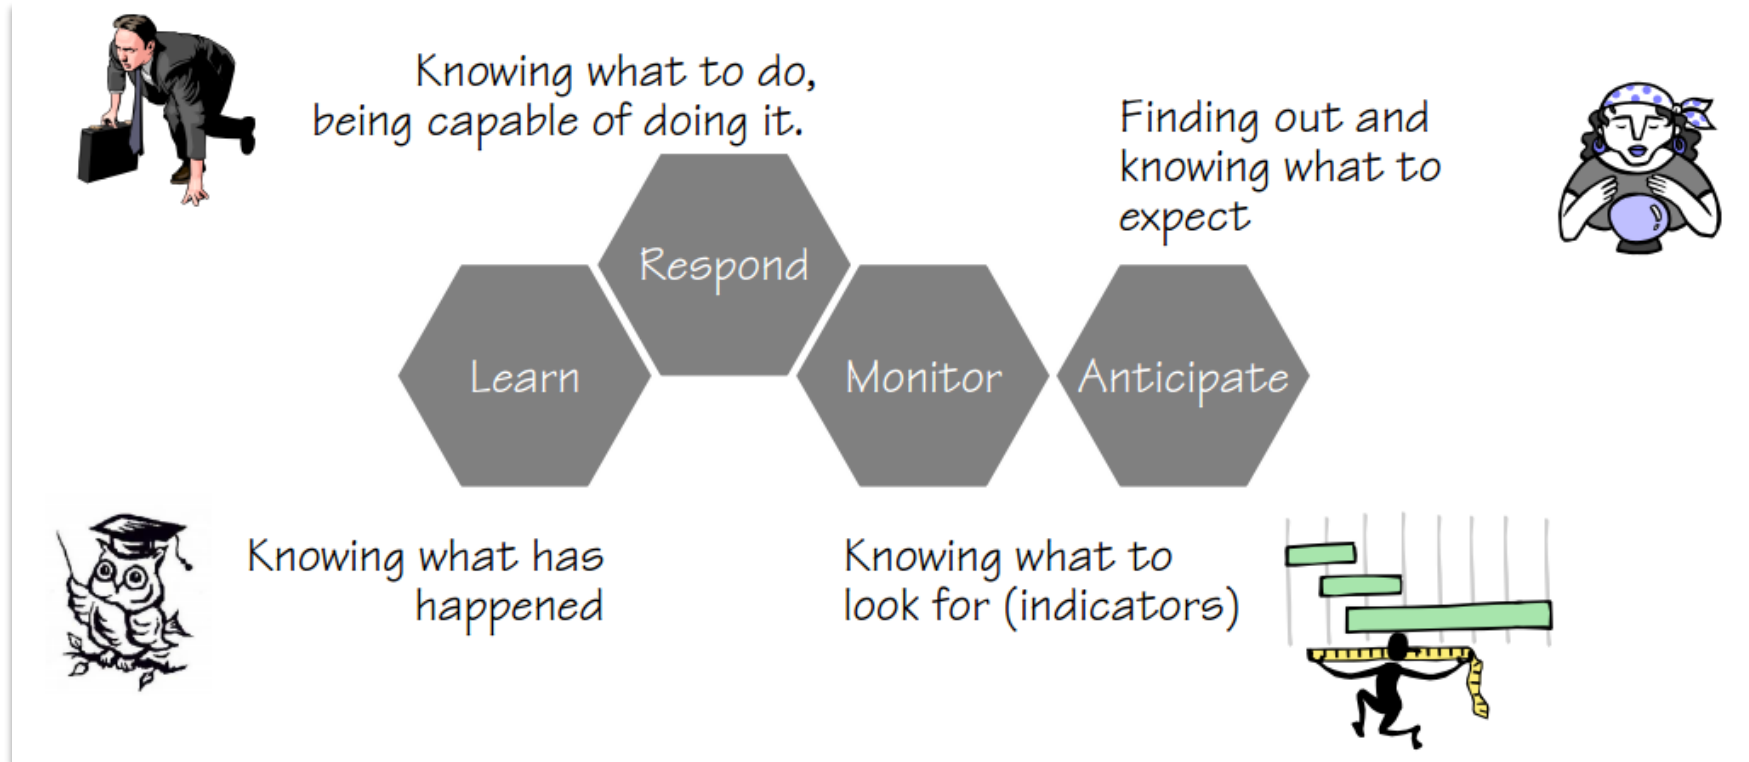 Knowing what to do,
being capable of doing it.
Finding out and
knowing what to
expect
Respond
Learn
Monitor
Anticipate
Knowing what has
happened
Knowing what to
look for (indicators)